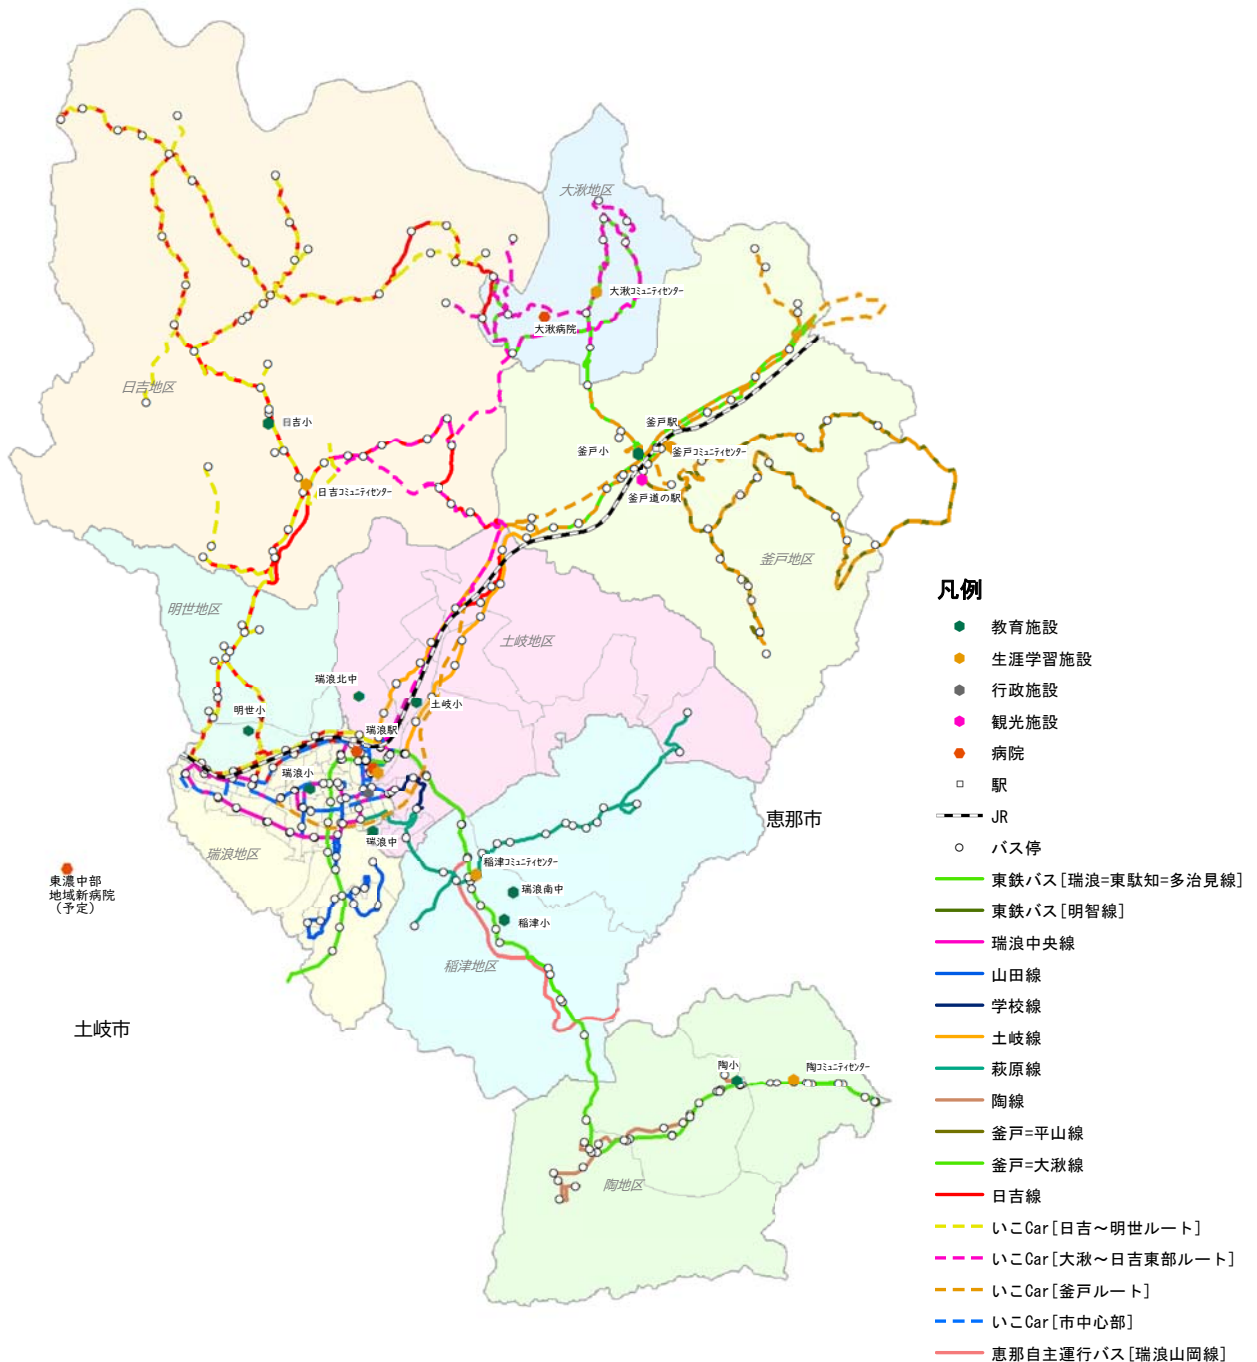 大湫地区
大湫コミュニティセンター
大湫病院
日吉地区
日吉小
釜戸駅
釜戸小
釜戸コミュニティセンター
日吉コミュニティセンター
釜戸道の駅
釜戸地区
凡例
教育施設
生涯学習施設
行政施設
観光施設
病院
駅
JR
バス停
東鉄バス[瑞浪=東駄知=多治見線]
東鉄バス[明智線]
瑞浪中央線
山田線
学校線
土岐線
萩原線
陶線
釜戸=平山線
釜戸=大湫線
日吉線
いこCar[日吉～明世ルート]
いこCar[大湫～日吉東部ルート]
いこCar[釜戸ルート]
いこCar[市中心部]
恵那自主運行バス[瑞浪山岡線]
明世地区
土岐地区
瑞浪北中
土岐小
明世小
瑞浪駅
瑞浪小
恵那市
瑞浪中
瑞浪地区
稲津コミュニティセンター
東濃中部
地域新病院
（予定）
瑞浪南中
稲津小
稲津地区
土岐市
陶小
陶コミュニティセンター
陶地区